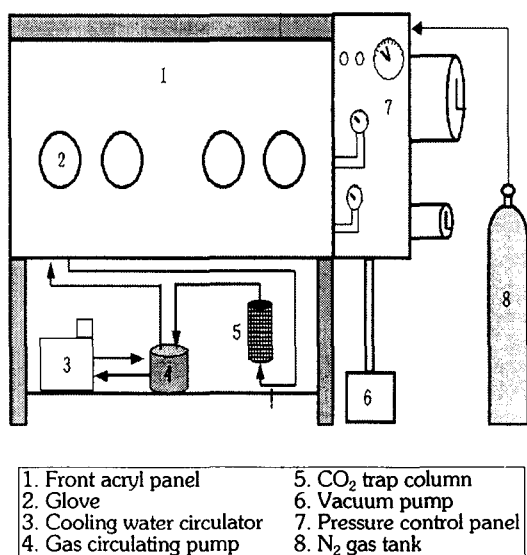 1
2
3
4
5
6
7
8
1. Front acryl panel
2. Glove
3. Cooling water circulator
4. Gas circulating pump
5. CO₂ trap column
6. Vacuum pump
7. Pressure control panel
8. N₂ gas tank